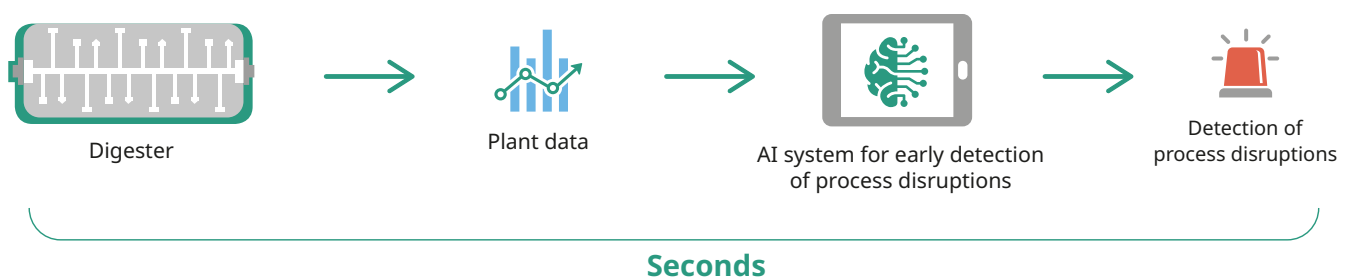 Digester
Plant data
AI system for early detection
of process disruptions
Detection of
process disruptions
Seconds